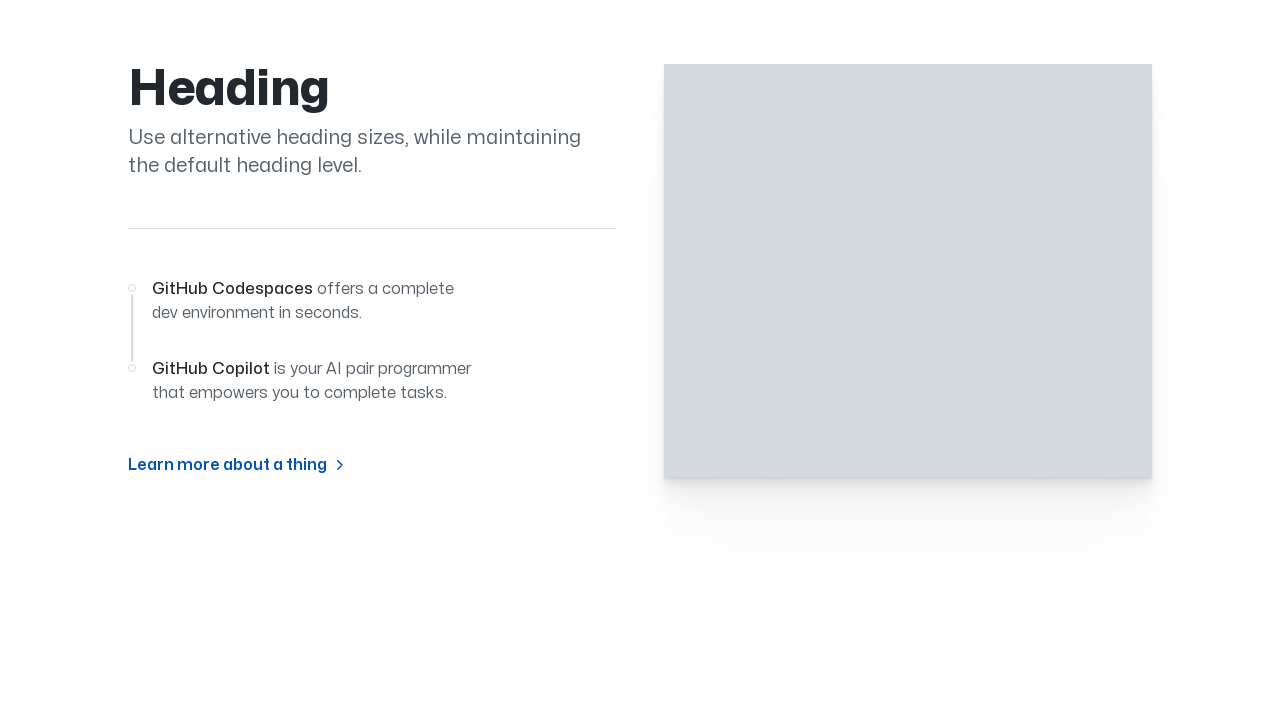 Heading
Use alternative heading sizes, while maintaining
the default heading level.
GitHub Codespaces offers a complete
dev environment in seconds.
GitHub Copilot is your AI pair programmer
that empowers you to complete tasks.
Learn more about a thing